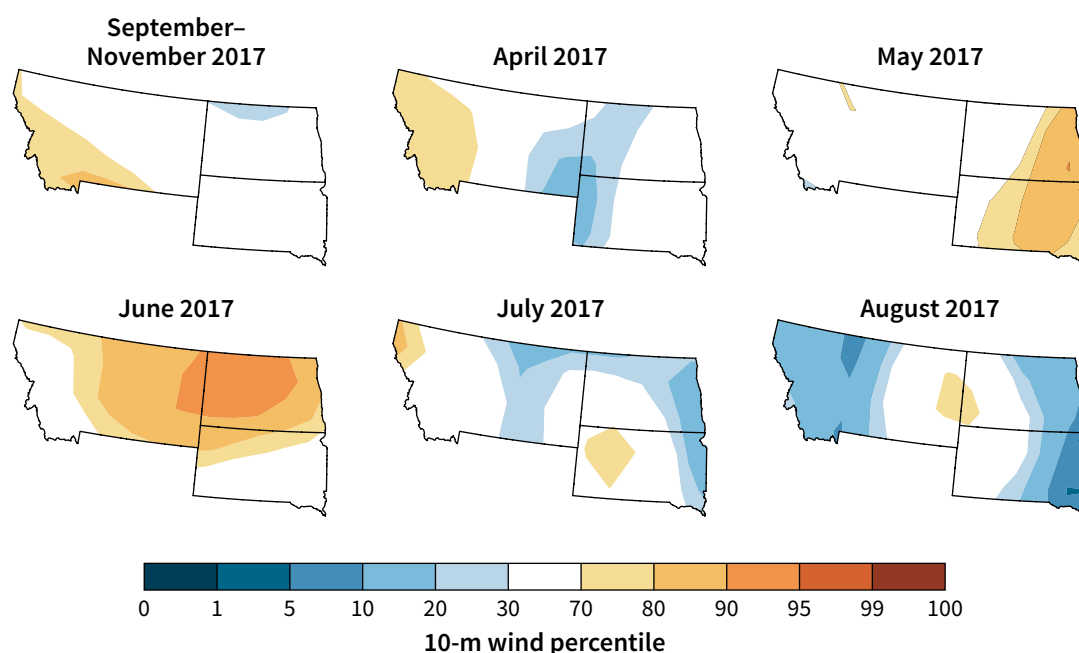 September–
November 2017
April 2017
May 2017
June 2017
July 2017
August 2017
0 1 5 10 20 30 70 80 90 95 99 100
10-m wind percentile